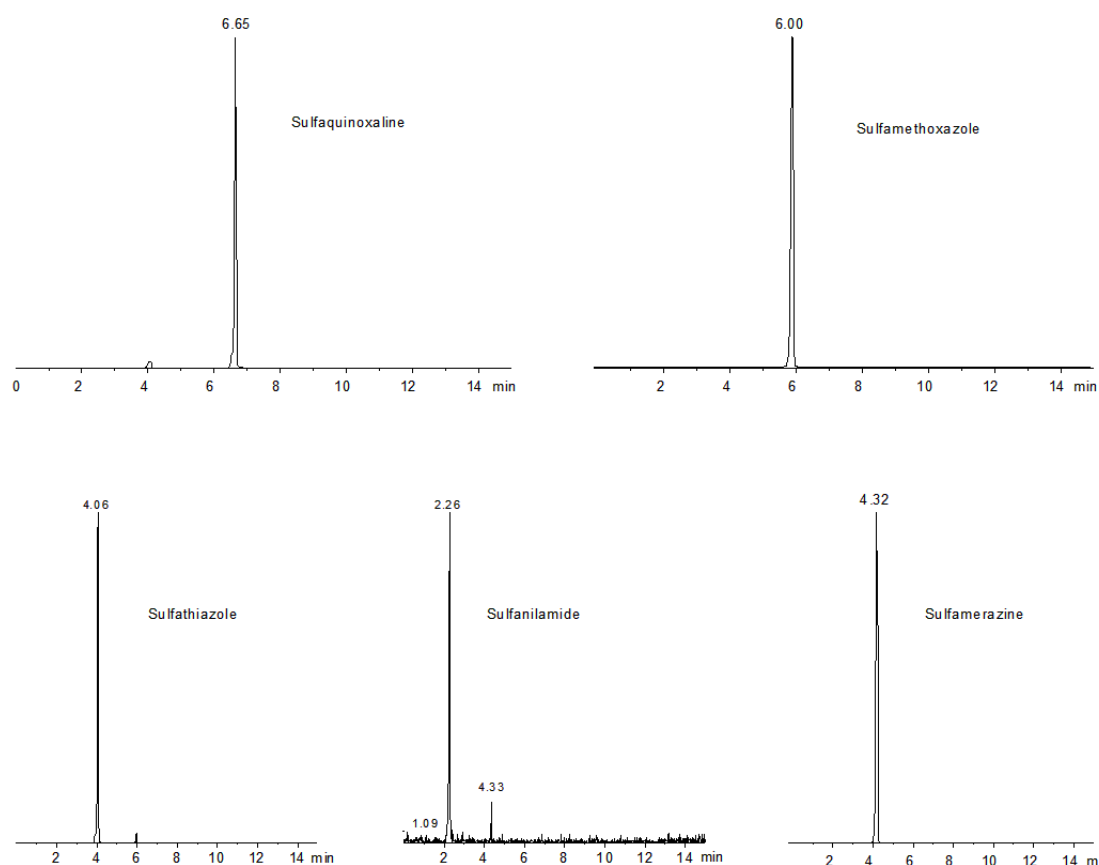 6.65
Sulfaquinoxaline
0 2 4 6 8 10 12 14 min
6.00
Sulfamethoxazole
2 4 6 8 10 12 14 min
4.06
Sulfathiazole
2 4 6 8 10 12 14 min
2.26
Sulfanilamide
4.33
1.09
2 4 6 8 10 12 14 min
4.32
Sulfamerazine
2 4 6 8 10 12 14 m